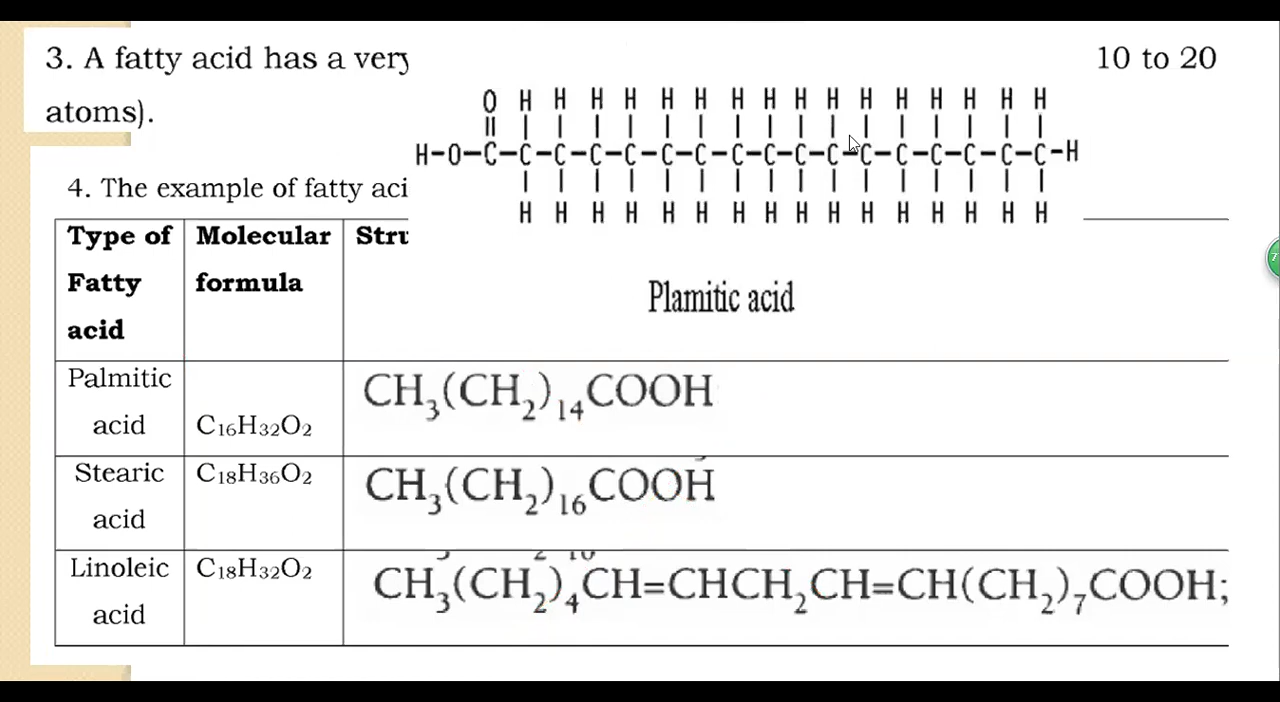 3. A fatty acid has a very
10 to 20
atoms).
O H H H H H H H H H H H H H H H H
H-O-C-C-C-C-C-C-C-C-C-C-C-C-C-C-C-C-C-H
H H H H H H H H H H H H H H H H
Plamitic acid
4. The example of fatty aci
Type of Fatty acid
Molecular formula
Stru
Palmitic acid
C₁₆H₃₂O₂
CH₃(CH₂)₁₄COOH
Stearic acid
C₁₈H₃₆O₂
CH₃(CH₂)₁₆COOH
Linoleic acid
C₁₈H₃₂O₂
CH₃(CH₂)₄CH=CHCH₂CH=CH(CH₂)₇COOH;